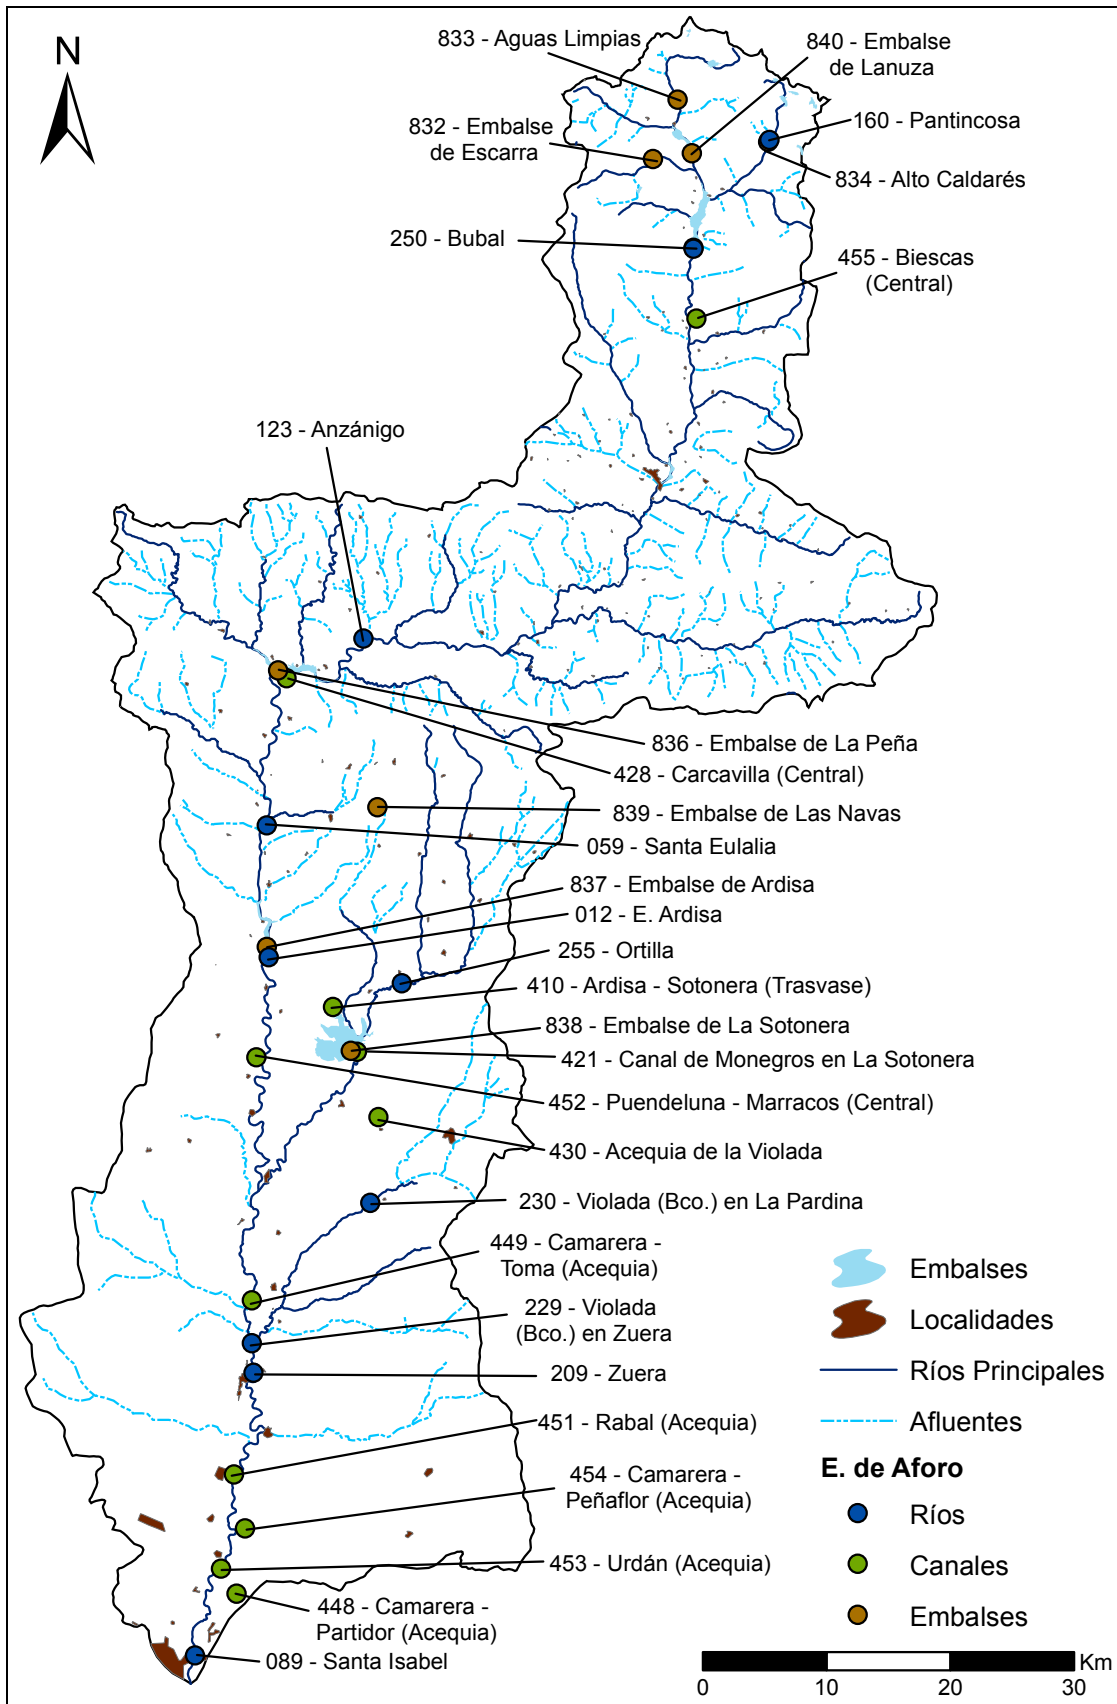 N
833 - Aguas Limpias
840 - Embalse
de Lanuza
832 - Embalse
de Escarra
160 - Pantincosa
834 - Alto Caldarés
250 - Bubal
455 - Biescas
(Central)
123 - Anzánigo
836 - Embalse de La Peña
428 - Carcavilla (Central)
839 - Embalse de Las Navas
059 - Santa Eulalia
837 - Embalse de Ardisa
012 - E. Ardisa
255 - Ortilla
410 - Ardisa - Sotonera (Trasvase)
838 - Embalse de La Sotonera
421 - Canal de Monegros en La Sotonera
452 - Puendeluna - Marracos (Central)
430 - Acequia de la Violada
230 - Violada (Bco.) en La Pardina
449 - Camarera -
Toma (Acequia)
229 - Violada
(Bco.) en Zuera
209 - Zuera
451 - Rabal (Acequia)
454 - Camarera -
Peñaflor (Acequia)
453 - Urdán (Acequia)
448 - Camarera -
Partidor (Acequia)
089 - Santa Isabel
Embalses
Localidades
Ríos Principales
Afluentes
E. de Aforo
Ríos
Canales
Embalses
Km
0 10 20 30